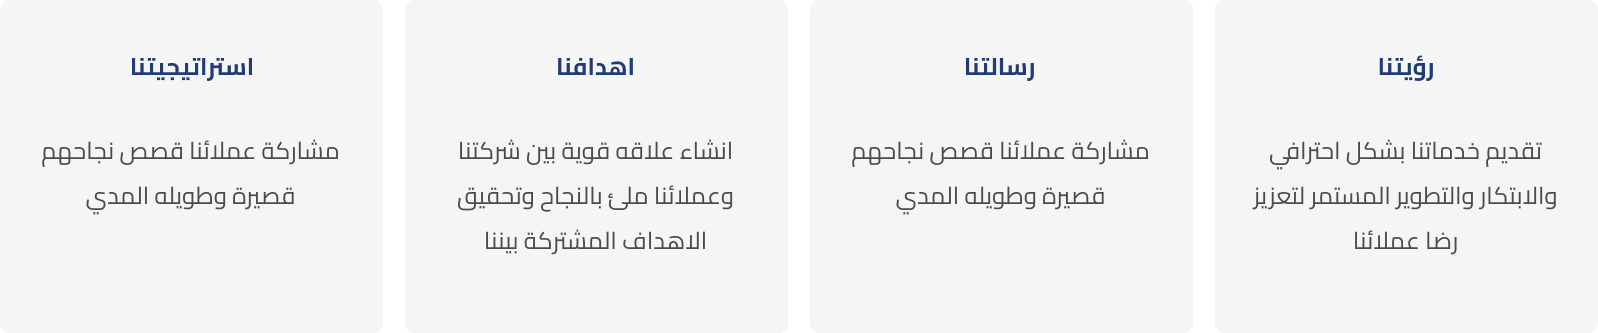 رؤيتنا
تقديم خدماتنا بشكل احترافي
والابتكار والتطوير المستمر لتعزيز
رضا عملائنا
رسالتنا
مشاركة عملائنا قصص نجاحهم
قصيرة وطويله المدي
اهدافنا
انشاء علاقه قوية بين شركتنا
وعملائنا ملئ بالنجاح وتحقيق
الاهداف المشتركة بيننا
استراتيجيتنا
مشاركة عملائنا قصص نجاحهم
قصيرة وطويله المدي